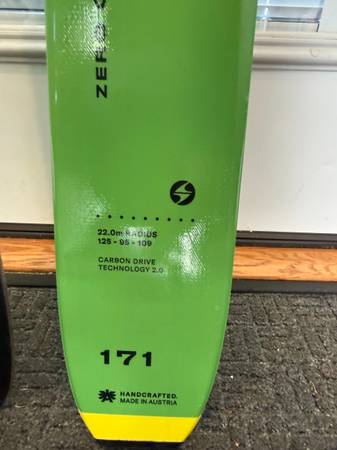 ZERO
22.0m RADIUS
125 - 95 - 109
CARBON DRIVE
TECHNOLOGY 2.0
171
HANDCRAFTED.
MADE IN AUSTRIA